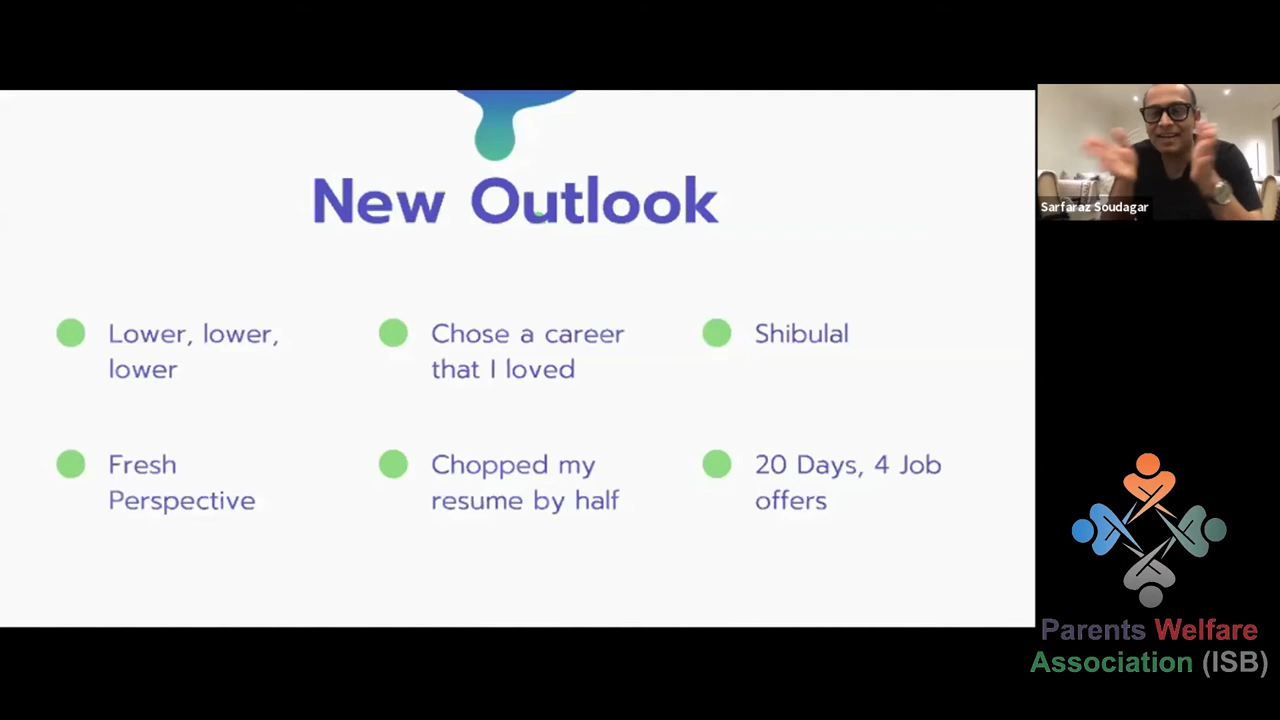 New Outlook
Lower, lower,
lower
Chose a career
that I loved
Shibulal
Fresh
Perspective
Chopped my
resume by half
20 Days, 4 Job
offers
Sarfaraz Soudagar
Parents Welfare
Association (ISB)